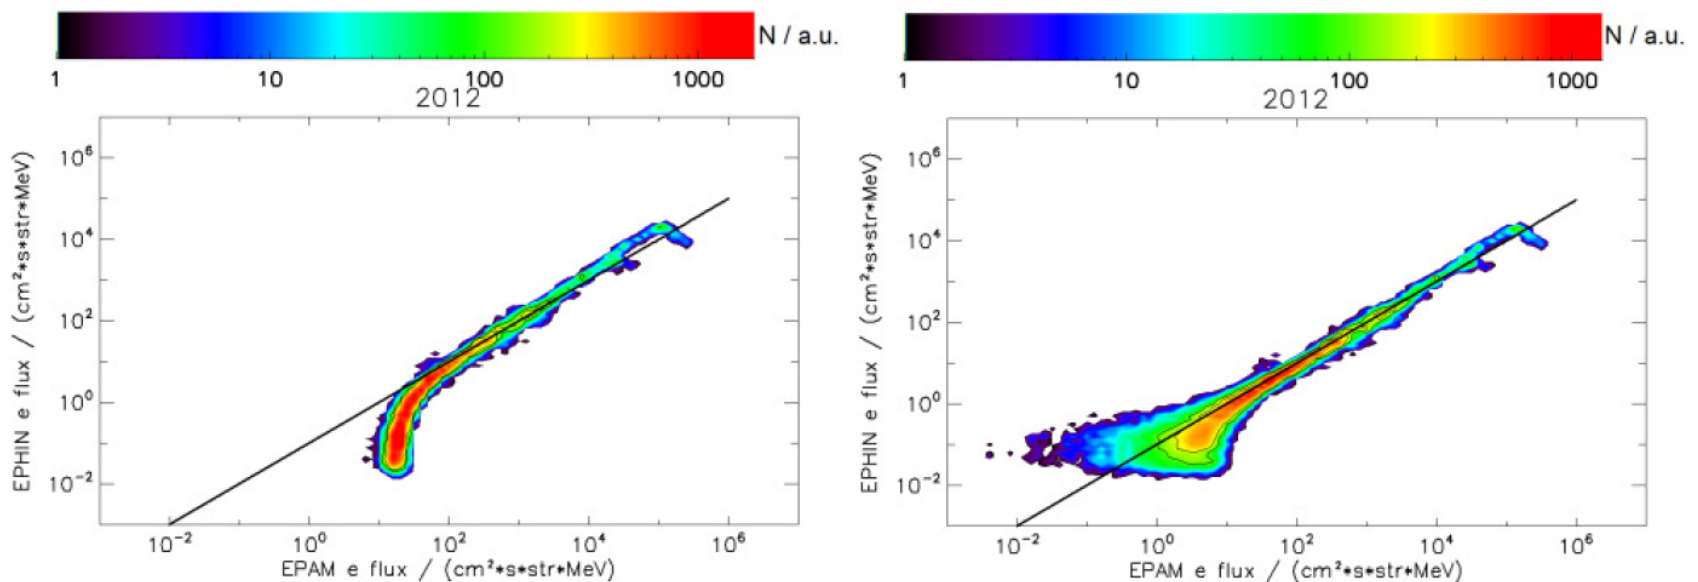 N / a.u.
1 10 100 1000
2012
EPHIN e flux / (cm²*s*str*MeV)
10⁶
10⁴
10²
10⁰
10⁻²
10⁻² 10⁰ 10² 10⁴ 10⁶
EPAM e flux / (cm²*s*str*MeV)
N / a.u.
1 10 100 1000
2012
EPHIN e flux / (cm²*s*str*MeV)
10⁶
10⁴
10²
10⁰
10⁻²
10⁻² 10⁰ 10² 10⁴ 10⁶
EPAM e flux / (cm²*s*str*MeV)